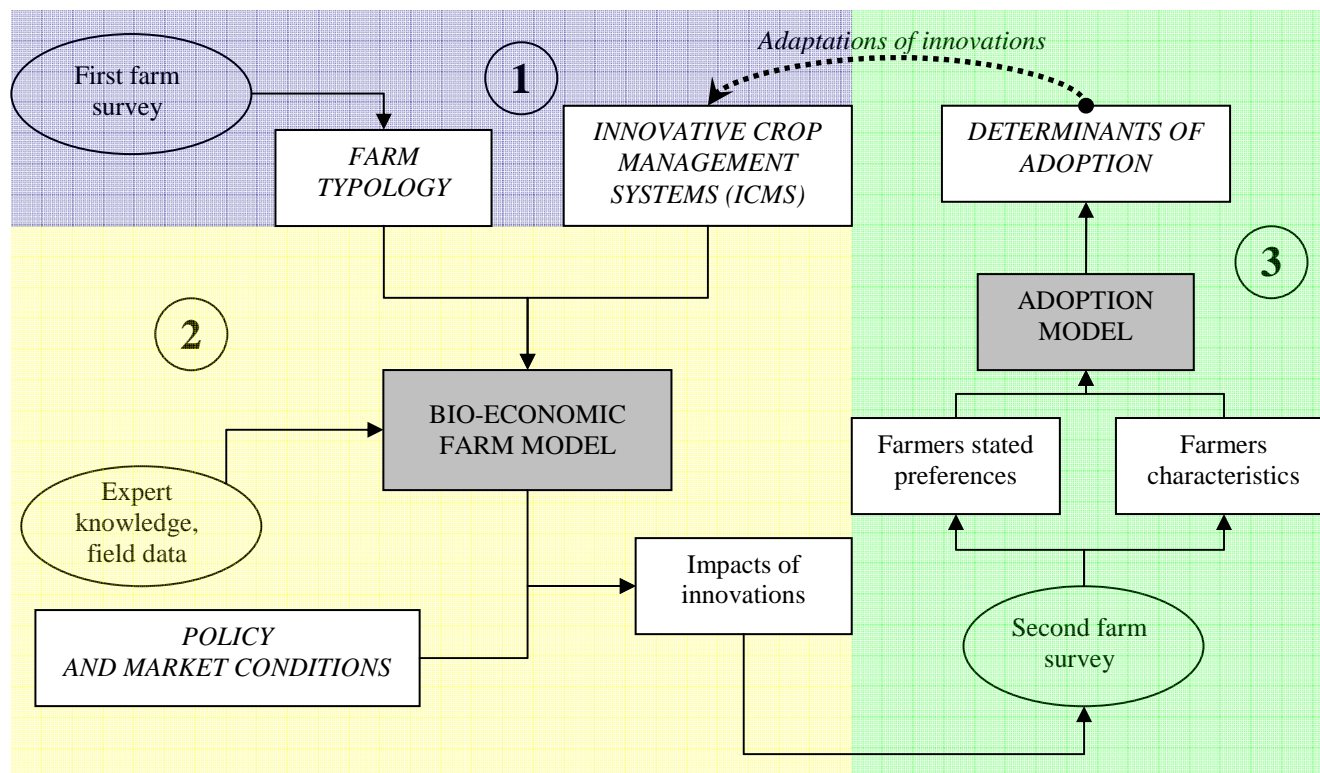 First farm
survey
1
Adaptations of innovations
FARM
TYPOLOGY
INNOVATIVE CROP
MANAGEMENT
SYSTEMS (ICMS)
DETERMINANTS OF
ADOPTION
2
3
ADOPTION
MODEL
BIO-ECONOMIC
FARM MODEL
Farmers stated
preferences
Farmers
characteristics
Expert
knowledge,
field data
Impacts of
innovations
POLICY
AND MARKET CONDITIONS
Second farm
survey